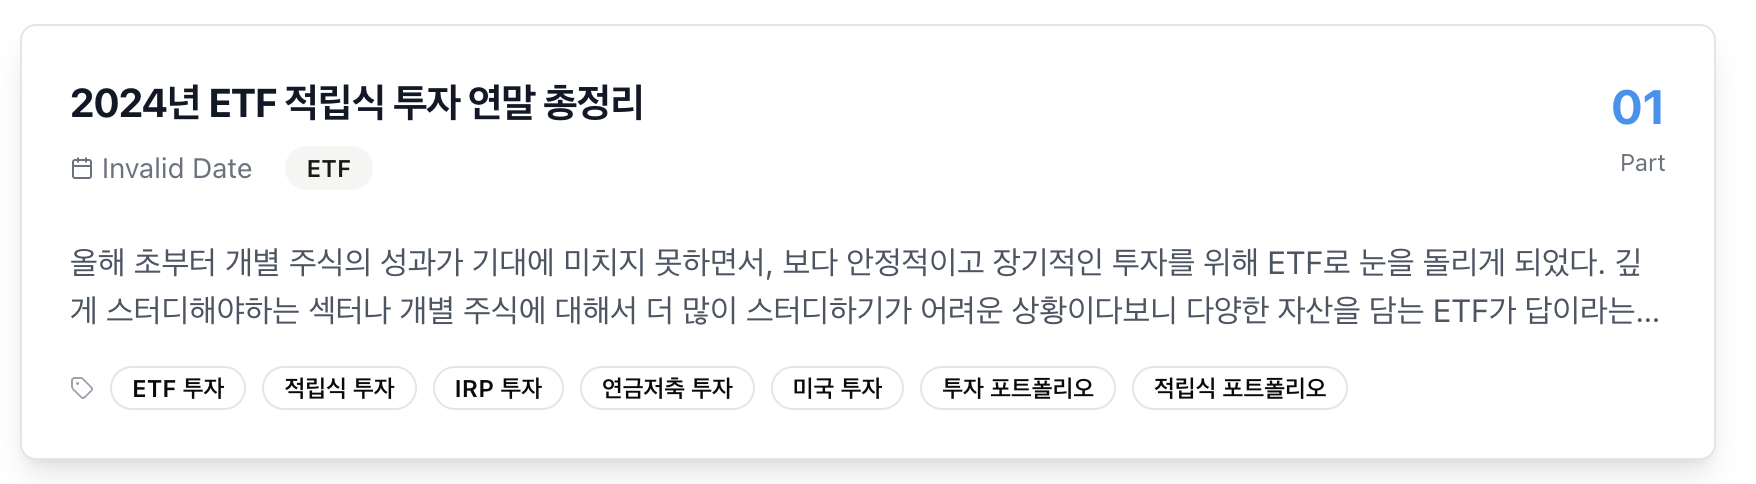 2024년 ETF 적립식 투자 연말 총정리
01
Invalid Date ETF
Part
올해 초부터 개별 주식의 성과가 기대에 미치지 못하면서, 보다 안정적이고 장기적인 투자를 위해 ETF로 눈을 돌리게 되었다. 깊
게 스터디해야하는 섹터나 개별 주식에 대해서 더 많이 스터디하기가 어려운 상황이다보니 다양한 자산을 담는 ETF가 답이라는...
ETF 투자 적립식 투자 IRP 투자 연금저축 투자 미국 투자 투자 포트폴리오 적립식 포트폴리오